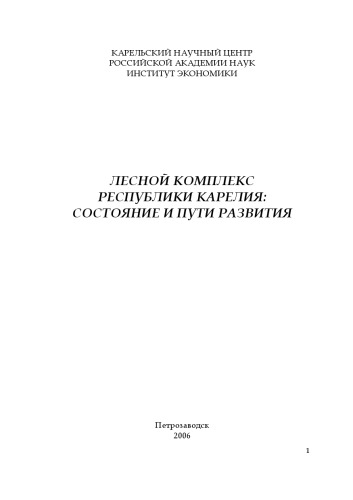 КАРЕЛЬСКИЙ НАУЧНЫЙ ЦЕНТР
РОССИЙСКОЙ АКАДЕМИИ НАУК
ИНСТИТУТ ЭКОНОМИКИ
ЛЕСНОЙ КОМПЛЕКС
РЕСПУБЛИКИ КАРЕЛИЯ:
СОСТОЯНИЕ И ПУТИ РАЗВИТИЯ
Петрозаводск
2006
1